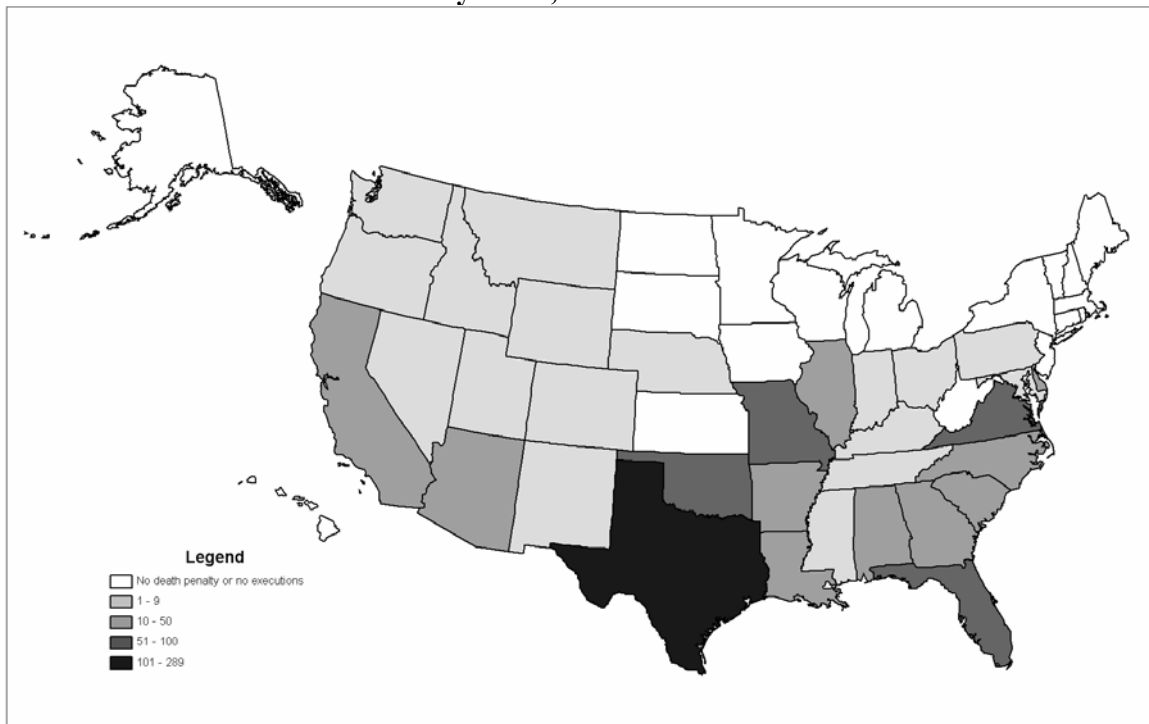 Legend
No death penalty or no executions
1 - 9
10 - 50
51 - 100
101 - 289